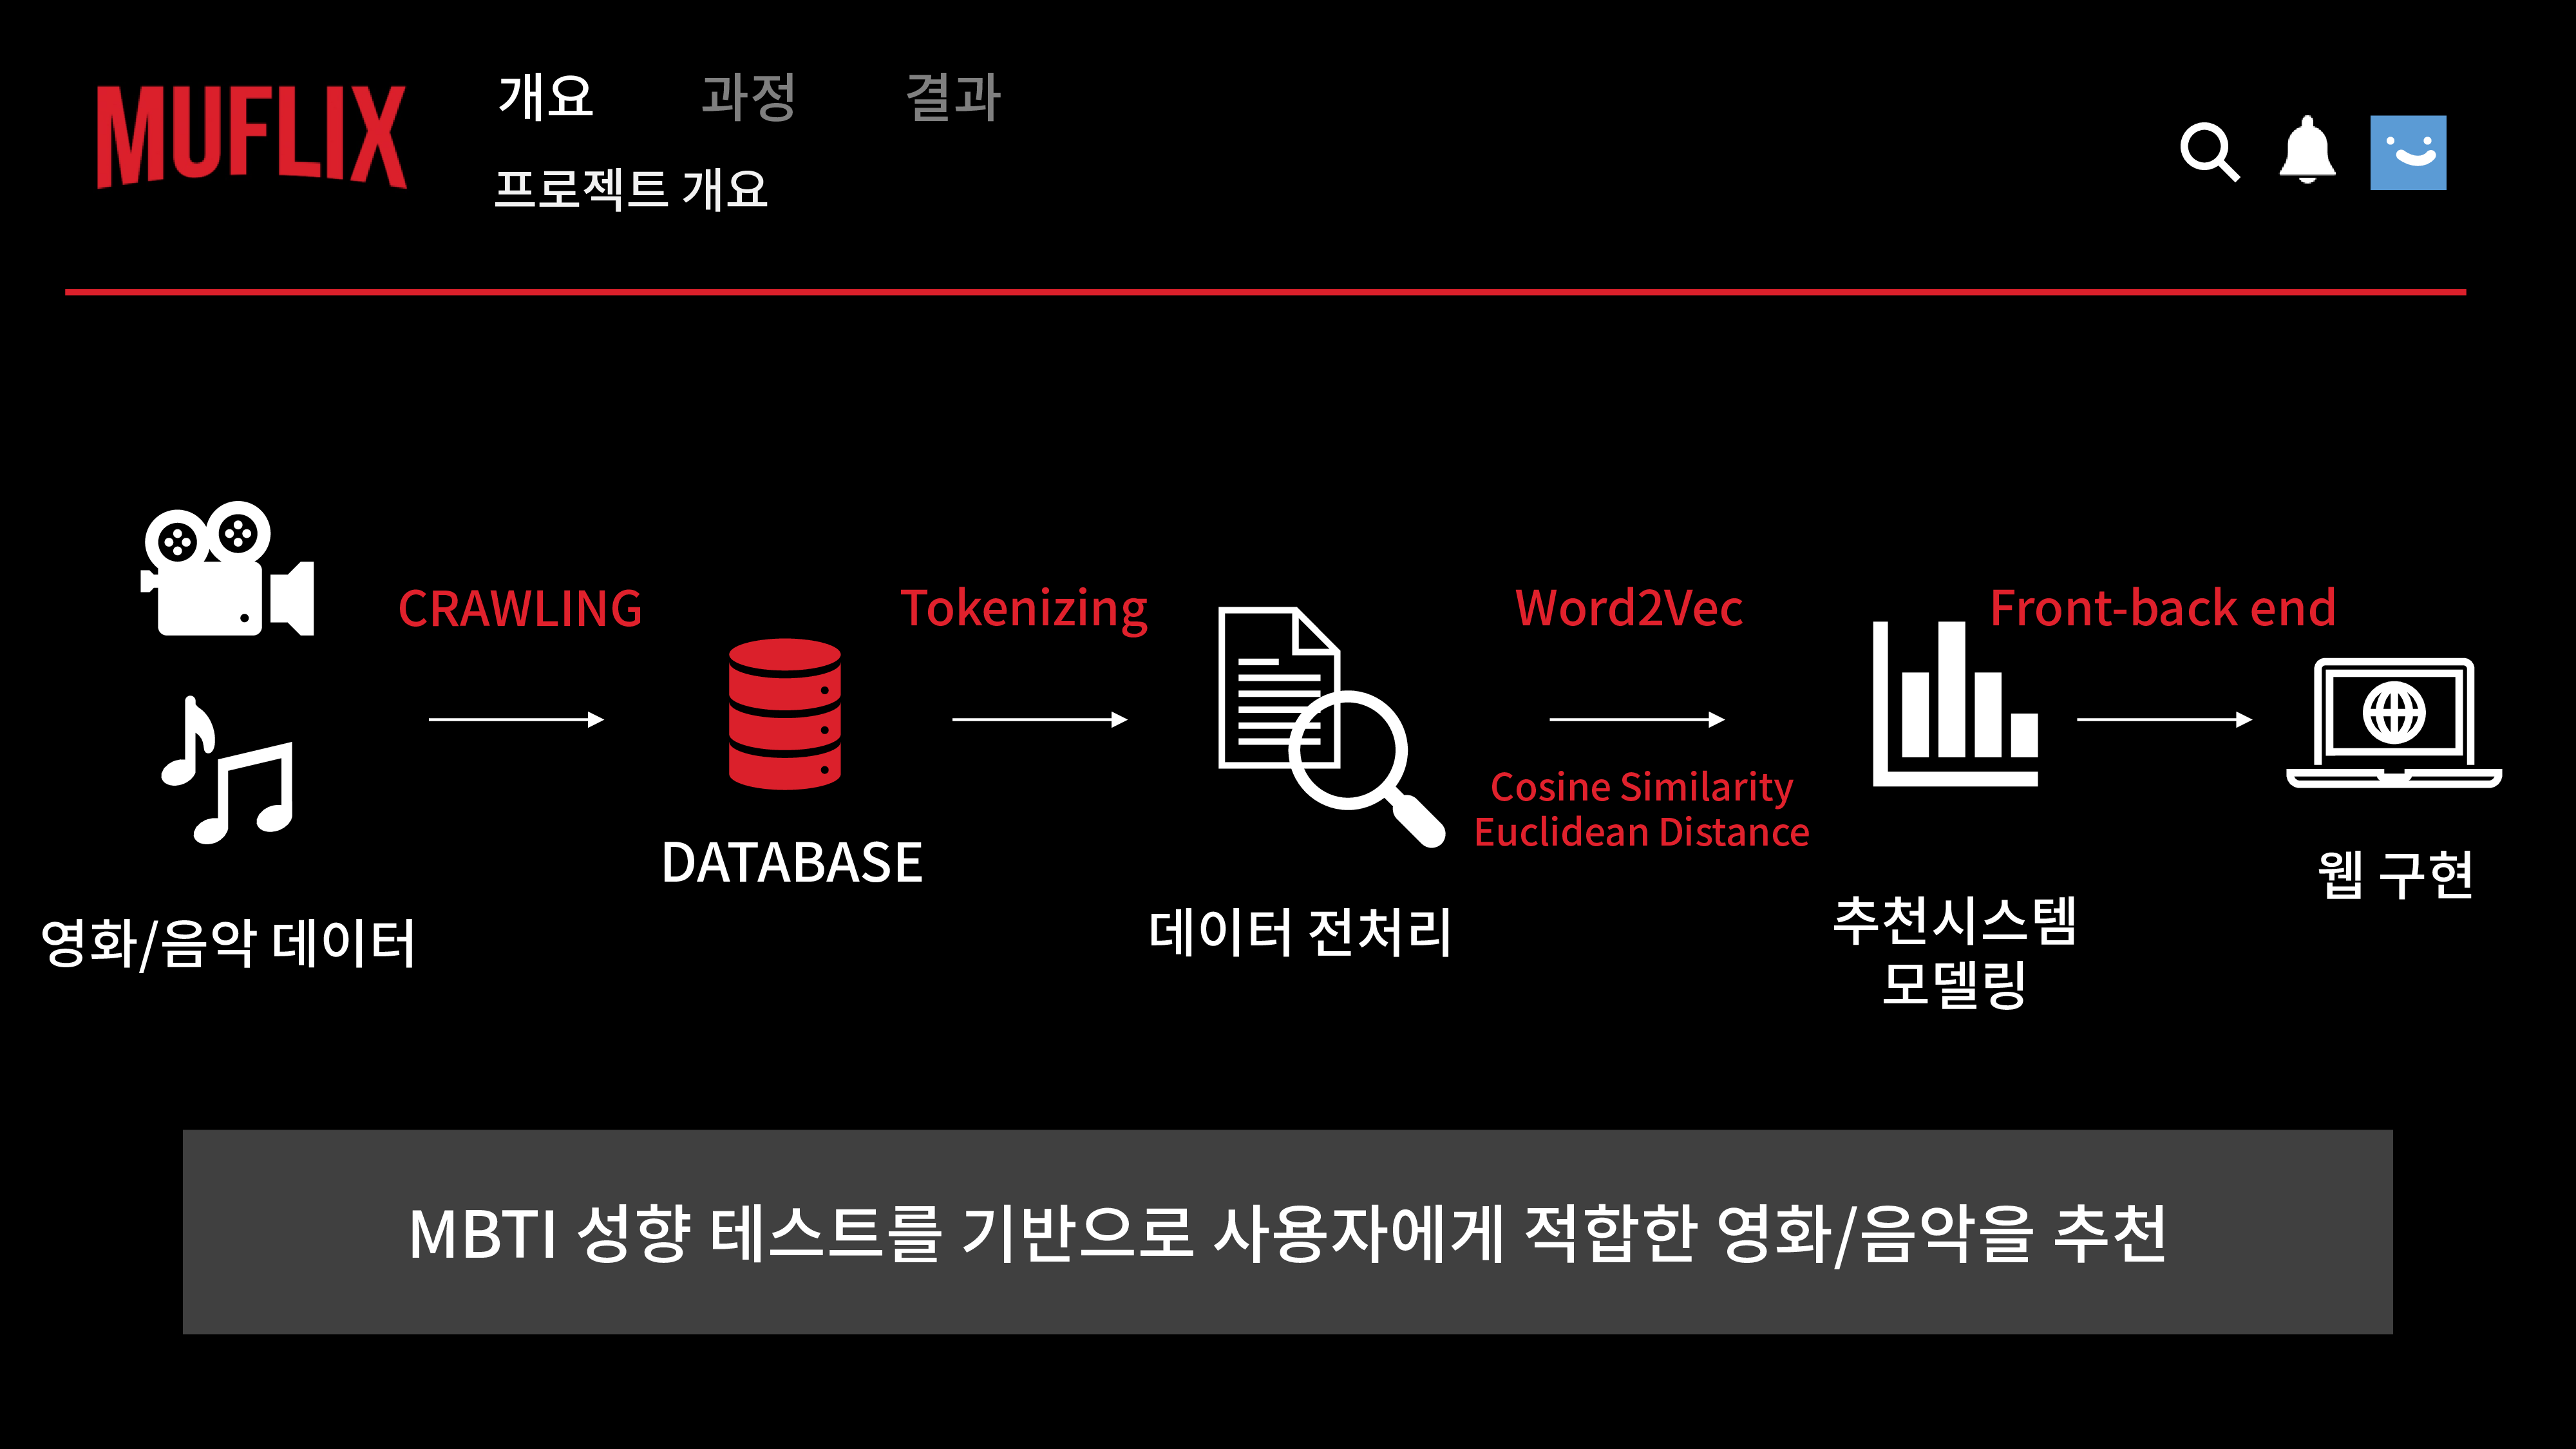 MUFLIX
개요 과정 결과
프로젝트 개요
CRAWLING
Tokenizing
Word2Vec
Front-back end
Cosine Similarity
Euclidean Distance
영화/음악 데이터
DATABASE
데이터 전처리
추천시스템
모델링
웹 구현
MBTI 성향 테스트를 기반으로 사용자에게 적합한 영화/음악을 추천